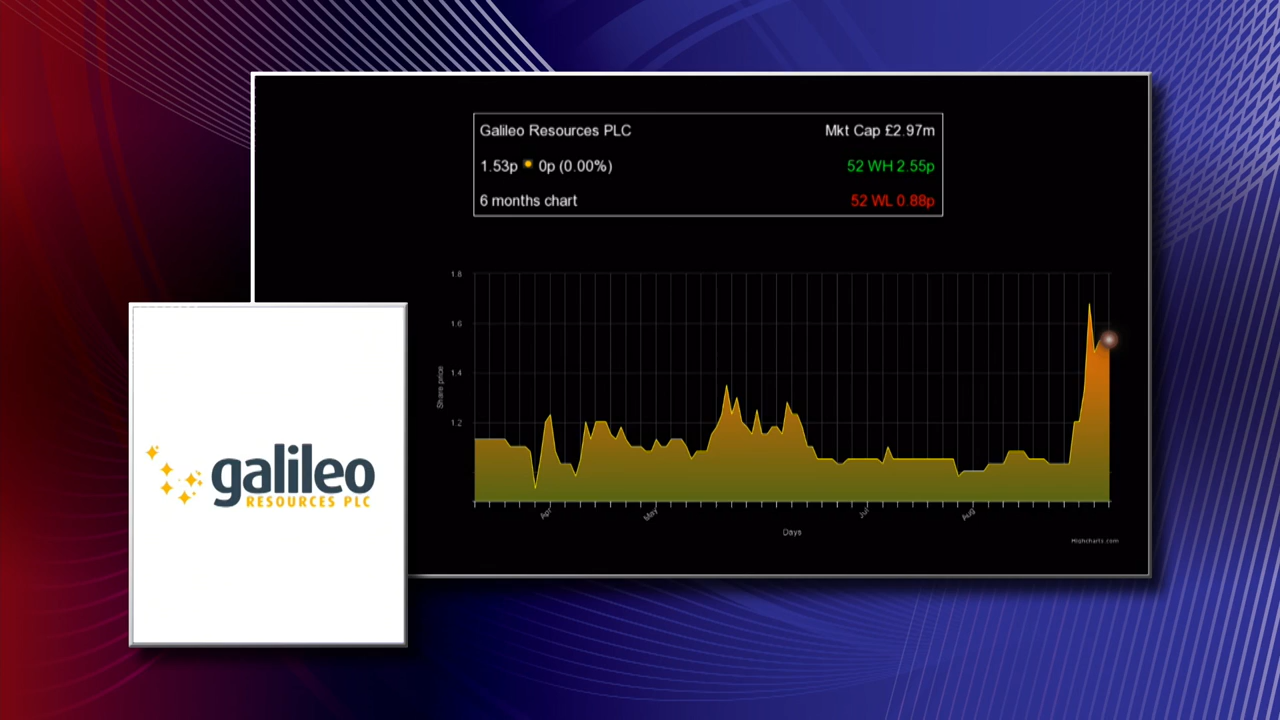 Galileo Resources PLC
Mkt Cap £2.97m
1.53p 0p (0.00%)
52 WH 2.55p
6 months chart
52 WL 0.88p
1.8
1.6
1.4
1.2
Share price
Apr
May
Jul
Aug
Days
Highcharts.com
galileo
RESOURCES PLC